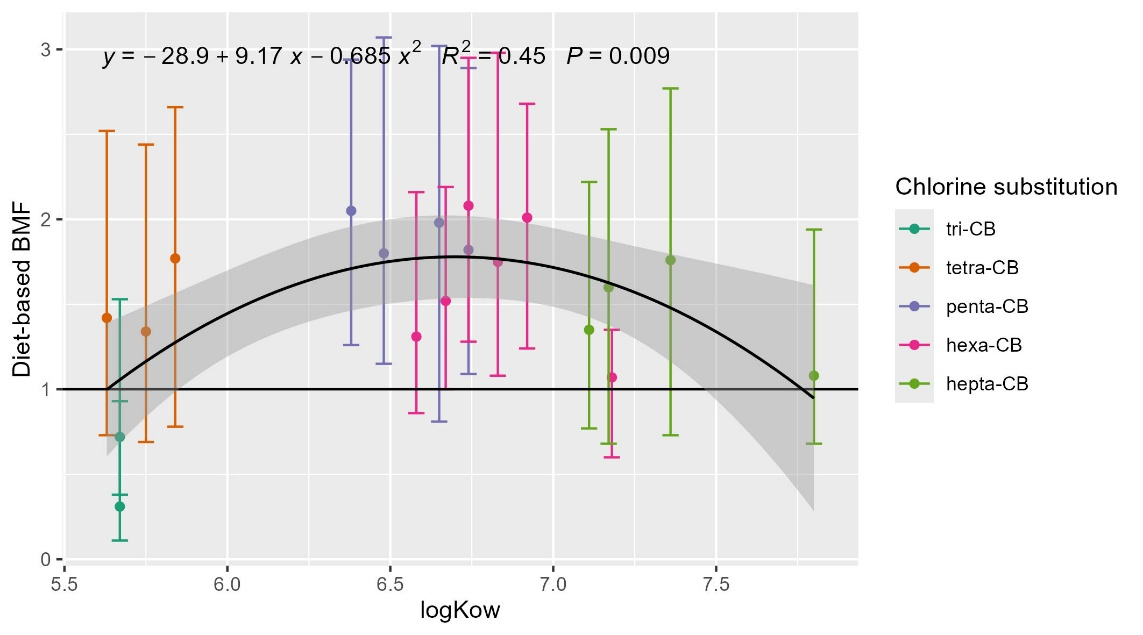 y = − 28.9 + 9.17 x − 0.685 x² R² = 0.45 P = 0.009
3
2
1
0
Diet-based BMF
5.5 6.0 6.5 7.0 7.5
logKow
Chlorine substitution
tri-CB
tetra-CB
penta-CB
hexa-CB
hepta-CB